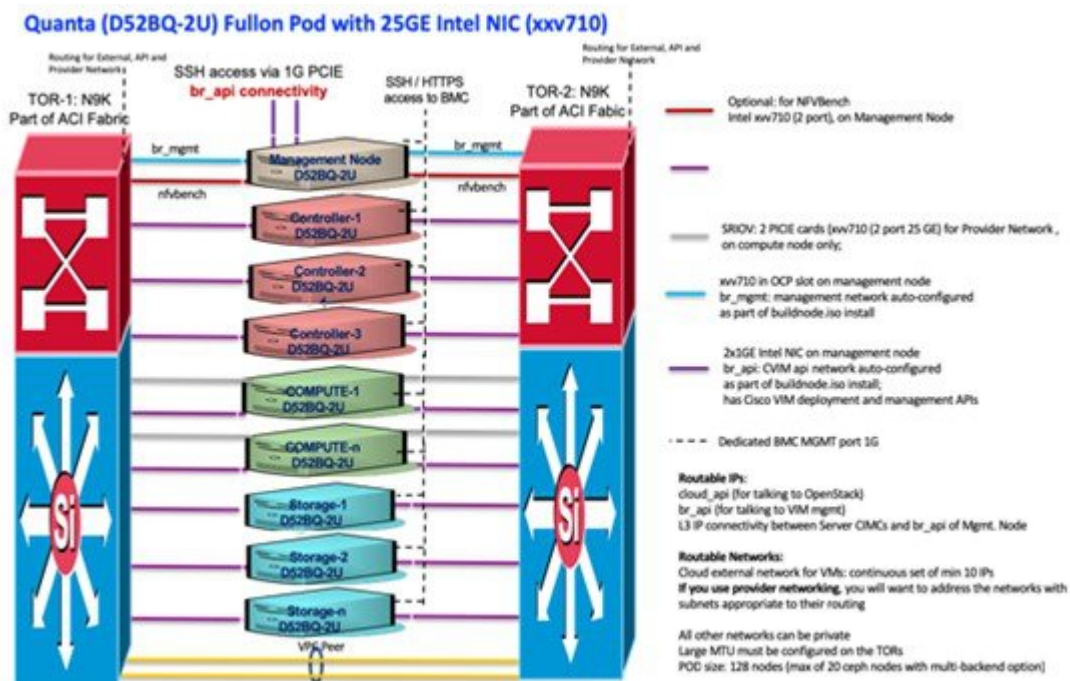 Quanta (D52BQ-2U) Fullon Pod with 25GE Intel NIC (xxv710)
Routing for External, API and
Provider Network
SSH access via 1G PCIE
br_api connectivity
SSH / HTTPS
access to BMC
Routing for External, API and
Provider Network
TOR-1: N9K
Part of ACI Fabric
TOR-2: N9K
Part of ACI Fabic
br_mgmt
nfvbench
br_mgmt
nfvbench
Management Node
D52BQ-2U
Controller-1
D52BQ-2U
Controller-2
D52BQ-2U
Controller-3
D52BQ-2U
COMPUTE-1
D52BQ-2U
COMPUTE-n
D52BQ-2U
Storage-1
D52BQ-2U
Storage-2
D52BQ-2U
Storage-n
D52BQ-2U
VPC Peer
Si
Si
Optional: for NFVBench
Intel xvv710 (2 port), on Management Node
SRIOV: 2 PICIE cards (xvv710 (2 port 25 GE) for Provider Network ,
on compute node only;
xvv710 in OCP slot on management node
br_mgmt: management network auto-configured
as part of buildnode.iso install
2x1GE Intel NIC on management node
br_api: CVIM api network auto-configured
as part of buildnode.iso install;
has Cisco VIM deployment and management APIs
Dedicated BMC MGMT port 1G
Routable IPs:
cloud_api (for talking to OpenStack)
br_api (for talking to VIM mgmt)
L3 IP connectivity between Server CIMCs and br_api of Mgmt. Node
Routable Networks:
Cloud external network for VMs: continuous set of min 10 IPs
If you use provider networking, you will want to address the networks with
subnets appropriate to their routing
All other networks can be private
Large MTU must be configured on the TORs
POD size: 128 nodes (max of 20 ceph nodes with multi-backend option)